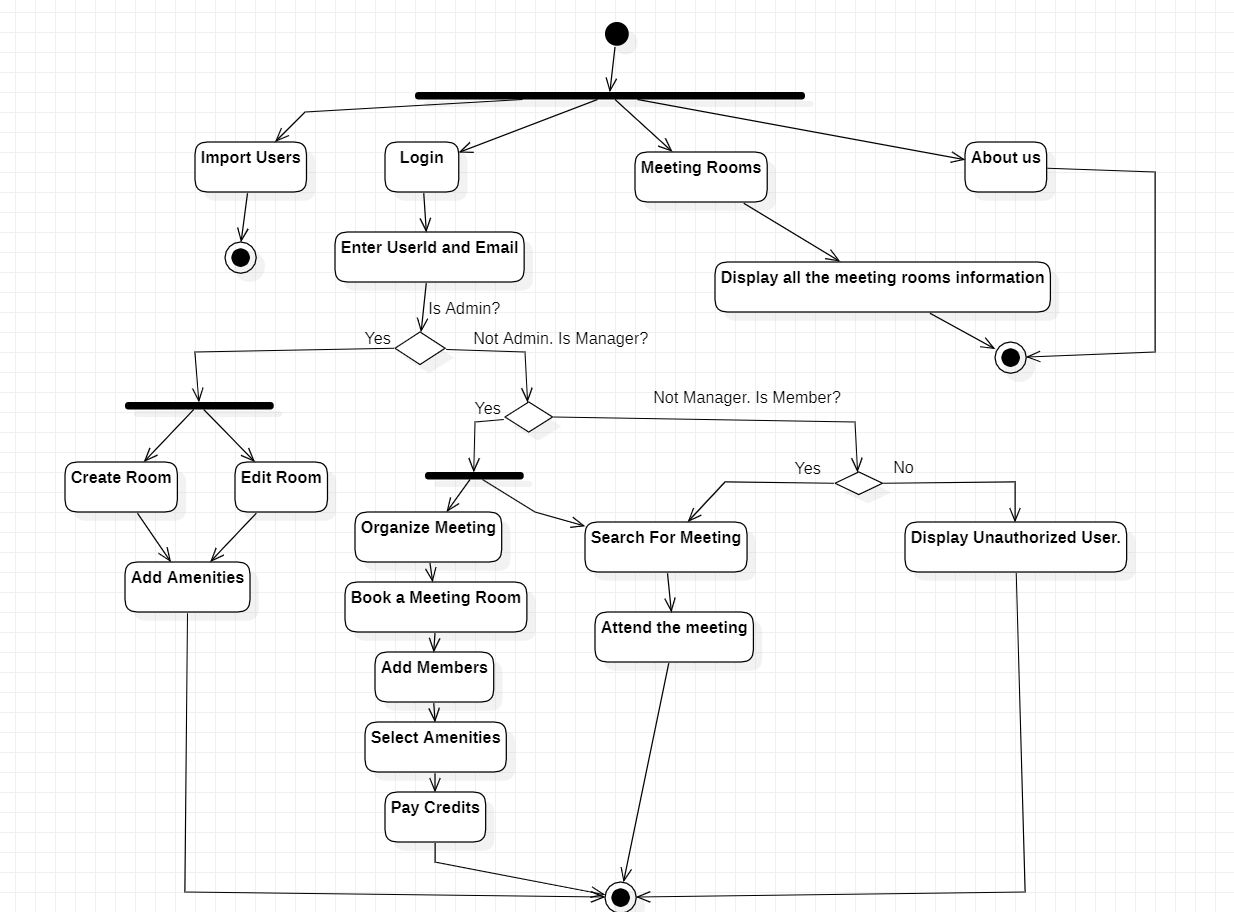 Import Users
Login
Meeting Rooms
About us
Enter UserId and Email
Display all the meeting rooms information
Is Admin?
Yes
Not Admin. Is Manager?
Yes
Not Manager. Is Member?
Yes
No
Create Room
Edit Room
Organize Meeting
Search For Meeting
Display Unauthorized User.
Add Amenities
Book a Meeting Room
Attend the meeting
Add Members
Select Amenities
Pay Credits